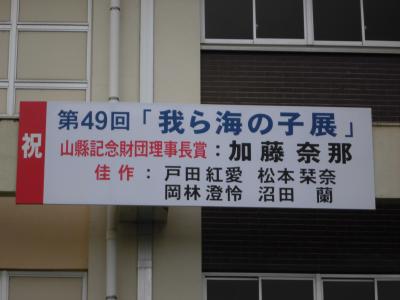 祝
第49回「我ら海の子展」
山縣記念財団理事長賞：加藤奈那
佳作：戸田紅愛 松本栞奈
岡林澄怜 沼田蘭